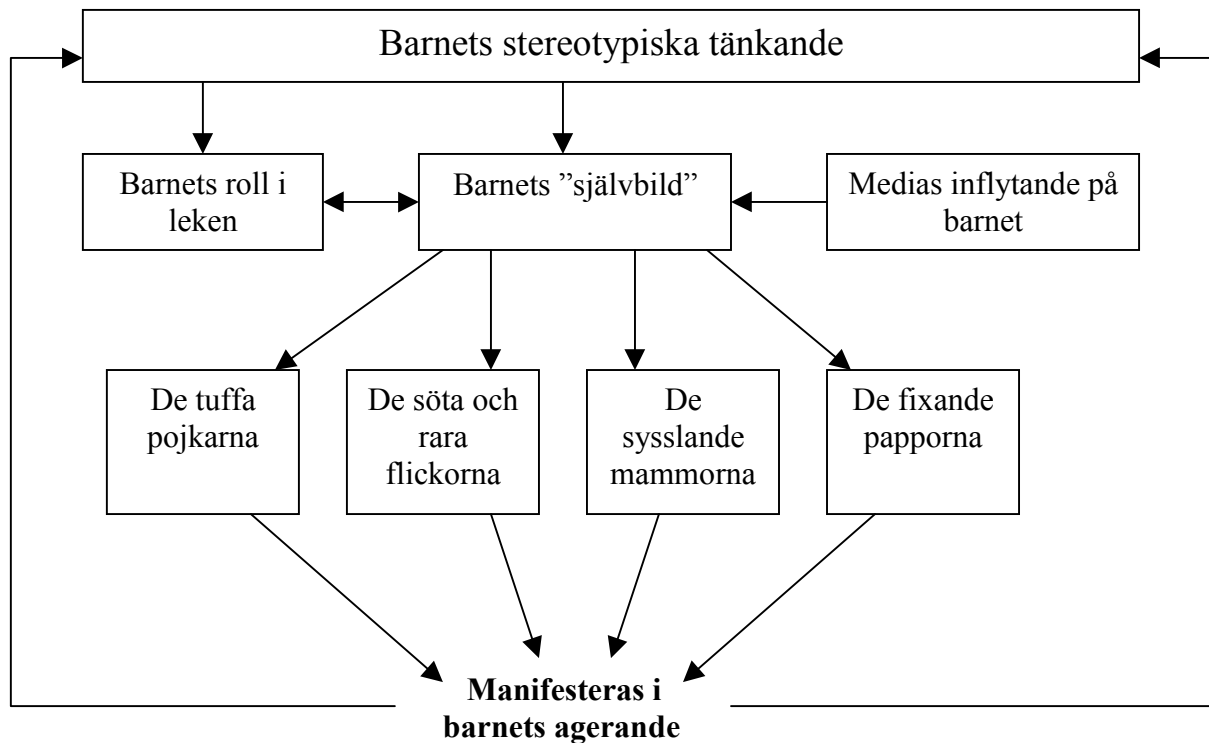 Barnets stereotypiska tänkande
Barnets roll i
leken
Barnets ”självbild”
Medias inflytande på
barnet
De tuffa
pojkarna
De söta och
rara
flickorna
De
sysslande
mammorna
De fixande
papporna
Manifesteras i
barnets agerande